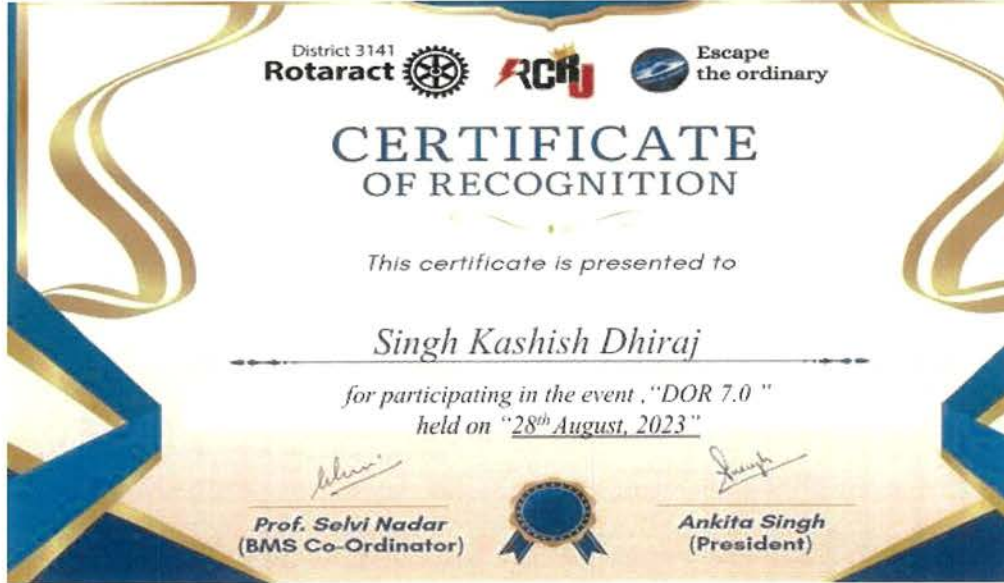 District 3141
Rotaract
RCRJ
Escape
the ordinary
CERTIFICATE
OF RECOGNITION
This certificate is presented to
Singh Kashish Dhiraj
for participating in the event ,“DOR 7.0 ”
held on “28th August, 2023”
Prof. Selvi Nadar
(BMS Co-Ordinator)
Ankita Singh
(President)